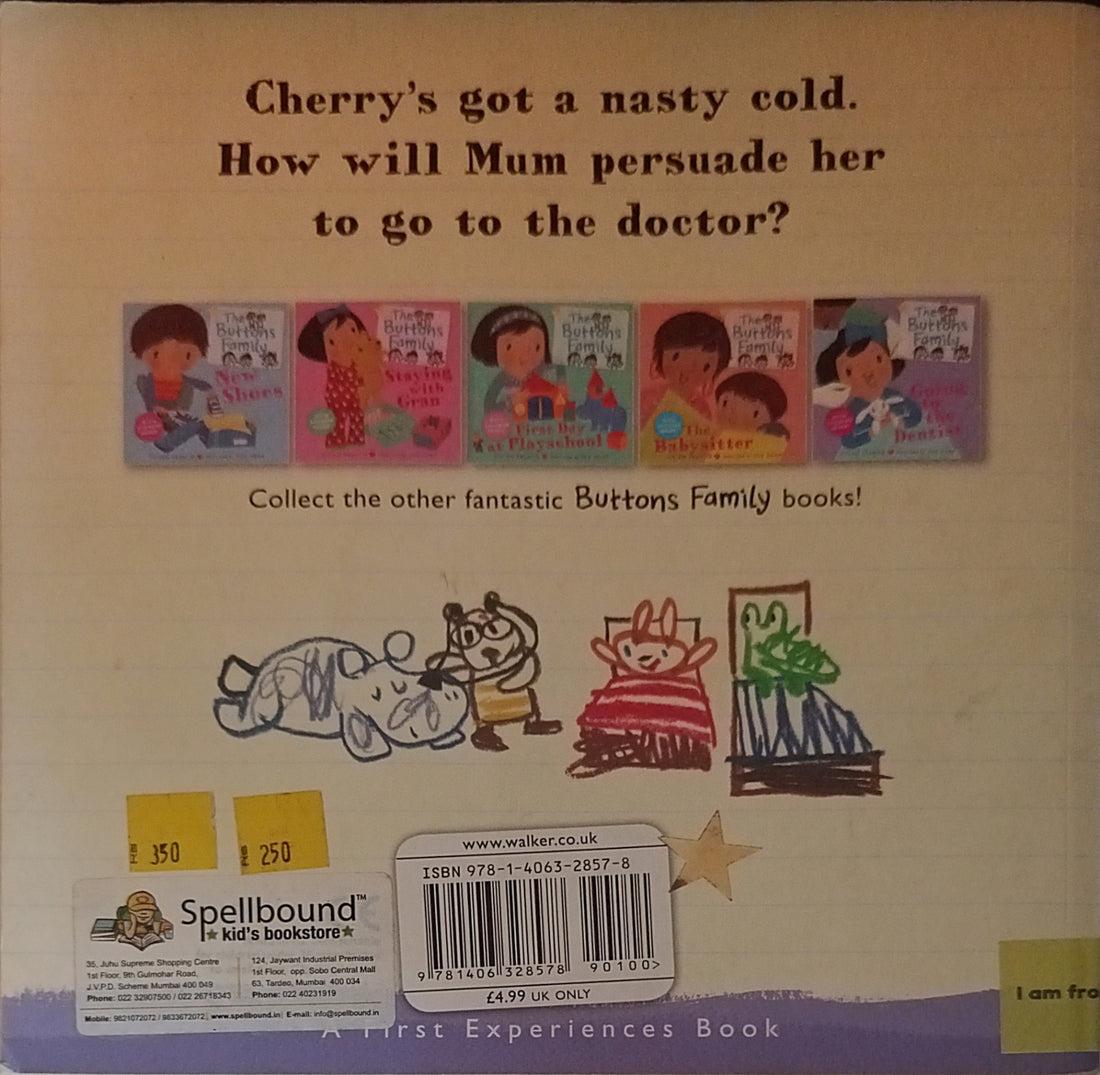 Cherry's got a nasty cold.
How will Mum persuade her
to go to the doctor?
The
Buttons
Family
New
Shoes
The
Buttons
Family
Staying
with
Gran
The
Buttons
Family
First Day
at Playschool
The
Buttons
Family
The
Babysitter
The
Buttons
Family
Going
to
the
Dentist
Collect the other fantastic Buttons Family books!
350
250
Spellbound™
kid's bookstore
35, Juhu Supreme Shopping Centre
1st Floor, 9th Gulmohar Road,
J.V.P.D. Scheme Mumbai 400 049
Phone: 022 32907500 / 022 26718343
124, Jaywant Industrial Premises
1st Floor, opp. Sobo Central Mall
63, Tardeo, Mumbai 400 034
Phone: 022 40231919
Mobile: 9821072072 / 9833672072 | www.spellbound.in | E-mail: info@spellbound.in
www.walker.co.uk
ISBN 978-1-4063-2857-8
9 781406 328578
90100>
£4.99 UK ONLY
I am fro
A First Experiences Book